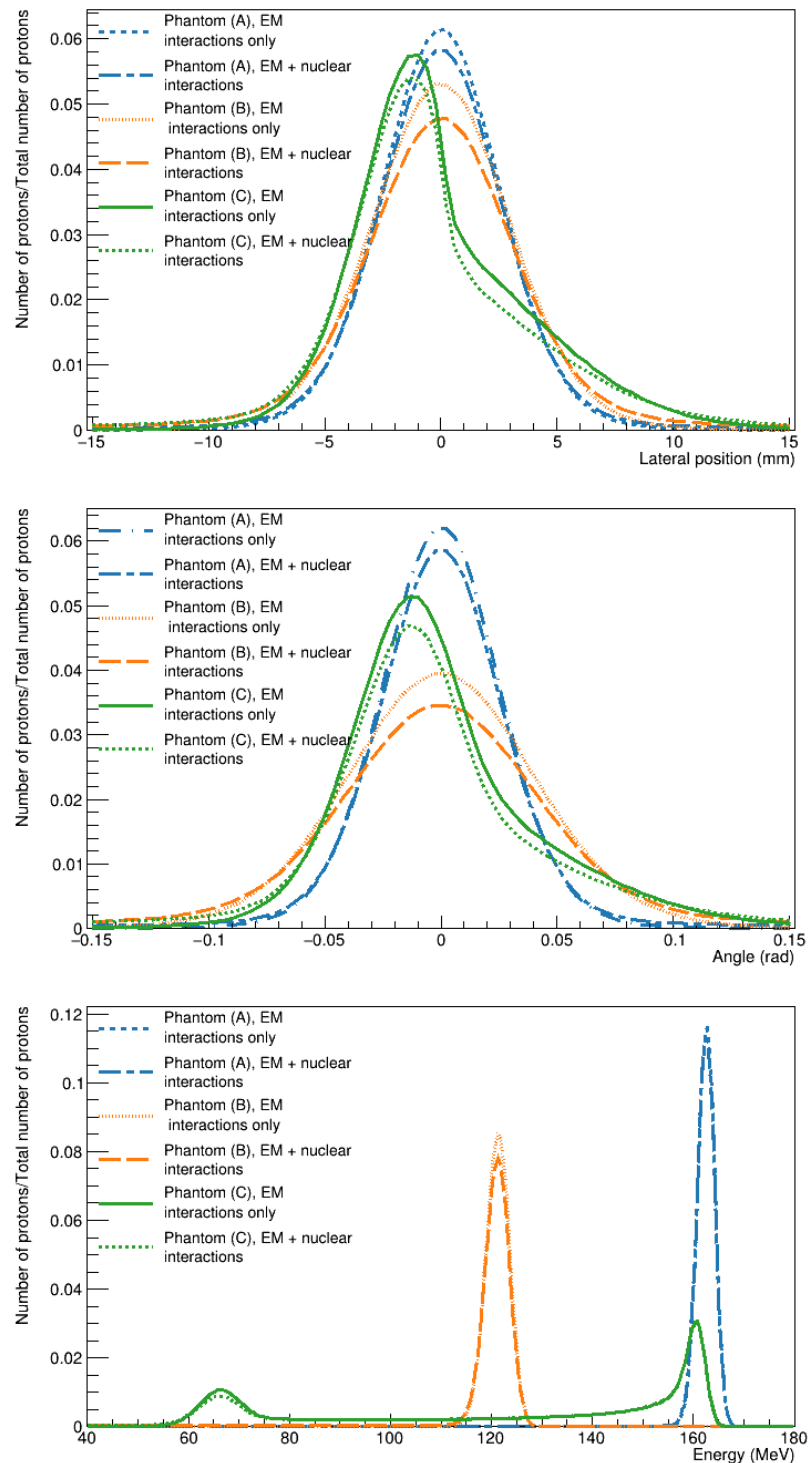 Number of protons/Total number of protons
0.06
0.05
0.04
0.03
0.02
0.01
0
Phantom (A), EM
interactions only
Phantom (A), EM + nuclear
interactions
Phantom (B), EM
interactions only
Phantom (B), EM + nuclear
interactions
Phantom (C), EM
interactions only
Phantom (C), EM + nuclear
interactions
−15 −10 −5 0 5 10 15
Lateral position (mm)
Number of protons/Total number of protons
0.06
0.05
0.04
0.03
0.02
0.01
0
Phantom (A), EM
interactions only
Phantom (A), EM + nuclear
interactions
Phantom (B), EM
interactions only
Phantom (B), EM + nuclear
interactions
Phantom (C), EM
interactions only
Phantom (C), EM + nuclear
interactions
−0.15 −0.1 −0.05 0 0.05 0.1 0.15
Angle (rad)
Number of protons/Total number of protons
0.12
0.1
0.08
0.06
0.04
0.02
0
Phantom (A), EM
interactions only
Phantom (A), EM + nuclear
interactions
Phantom (B), EM
interactions only
Phantom (B), EM + nuclear
interactions
Phantom (C), EM
interactions only
Phantom (C), EM + nuclear
interactions
40 60 80 100 120 140 160 180
Energy (MeV)